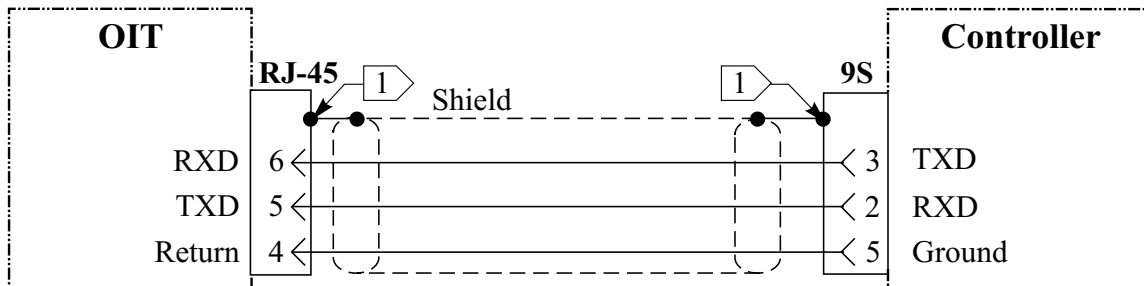 OIT
Controller
RJ-45
1
Shield
1
9S
RXD 6 3 TXD
TXD 5 2 RXD
Return 4 5 Ground